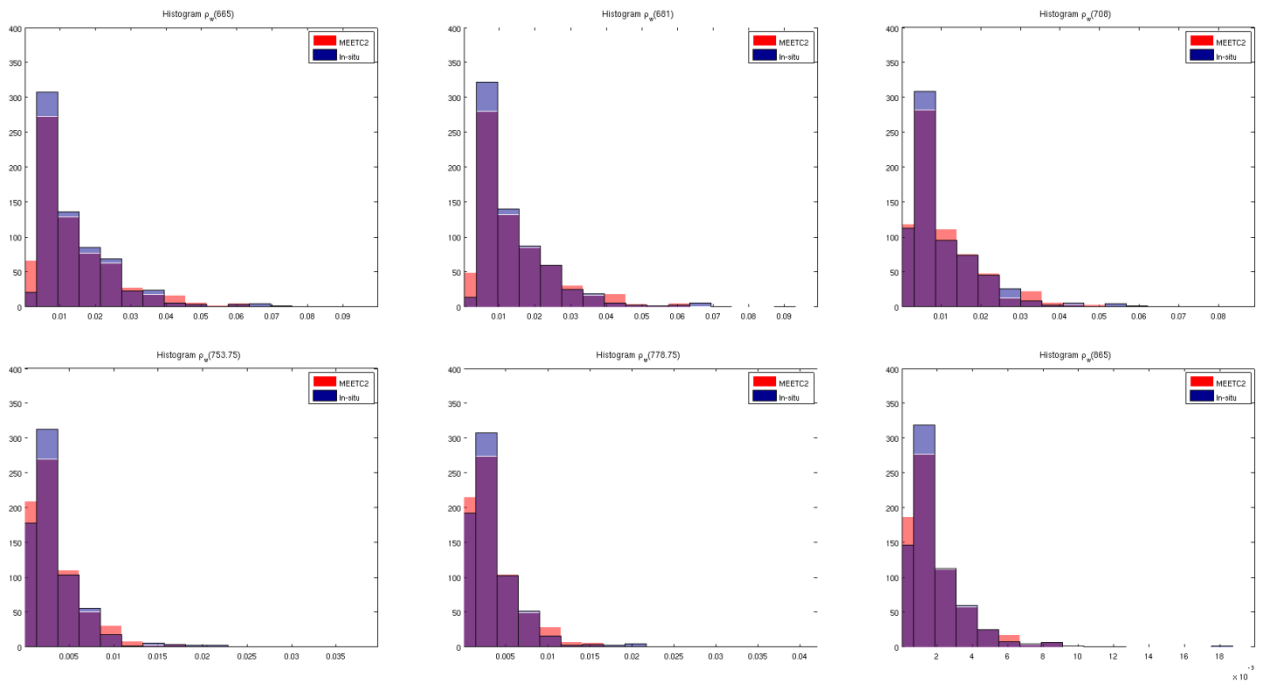 Histogram ρw(665)
400
350
300
250
200
150
100
50
0
0.01 0.02 0.03 0.04 0.05 0.06 0.07 0.08 0.09
MEETC2
In-situ
Histogram ρw(681)
400
350
300
250
200
150
100
50
0
0.01 0.02 0.03 0.04 0.05 0.06 0.07 0.08 0.09
MEETC2
In-situ
Histogram ρw(708)
400
350
300
250
200
150
100
50
0
0.01 0.02 0.03 0.04 0.05 0.06 0.07 0.08
MEETC2
In-situ
Histogram ρw(753.75)
400
350
300
250
200
150
100
50
0
0.005 0.01 0.015 0.02 0.025 0.03 0.035
MEETC2
In-situ
Histogram ρw(778.75)
400
350
300
250
200
150
100
50
0
0.005 0.01 0.015 0.02 0.025 0.03 0.035 0.04
MEETC2
In-situ
Histogram ρw(865)
400
350
300
250
200
150
100
50
0
2 4 6 8 10 12 14 16 18
x 10⁻³
MEETC2
In-situ